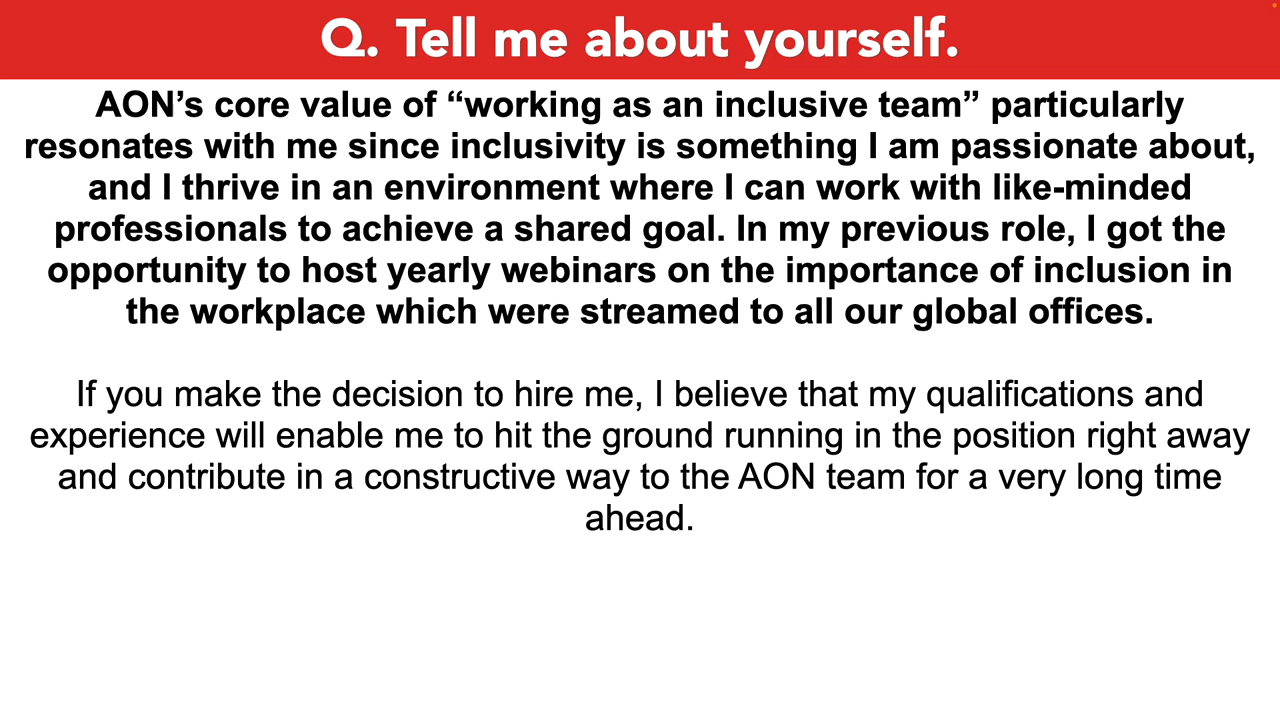 Q. Tell me about yourself.
AON’s core value of “working as an inclusive team” particularly
resonates with me since inclusivity is something I am passionate about,
and I thrive in an environment where I can work with like-minded
professionals to achieve a shared goal. In my previous role, I got the
opportunity to host yearly webinars on the importance of inclusion in
the workplace which were streamed to all our global offices.
If you make the decision to hire me, I believe that my qualifications and
experience will enable me to hit the ground running in the position right away
and contribute in a constructive way to the AON team for a very long time
ahead.